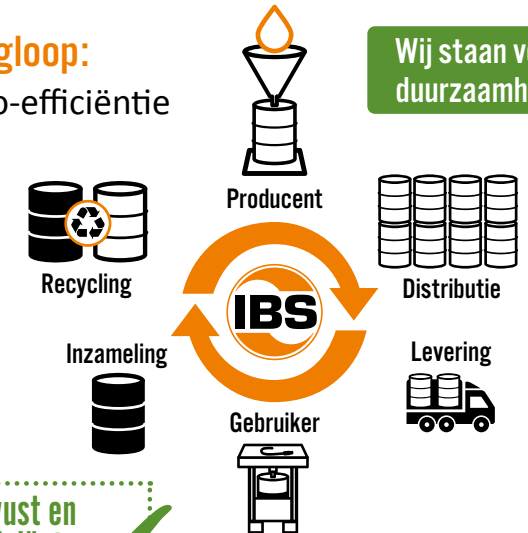 gloop:
o-efficiëntie
Wij staan v
duurzaamh
Producent
Recycling
Distributie
IBS
Inzameling
Levering
Gebruiker
ust en